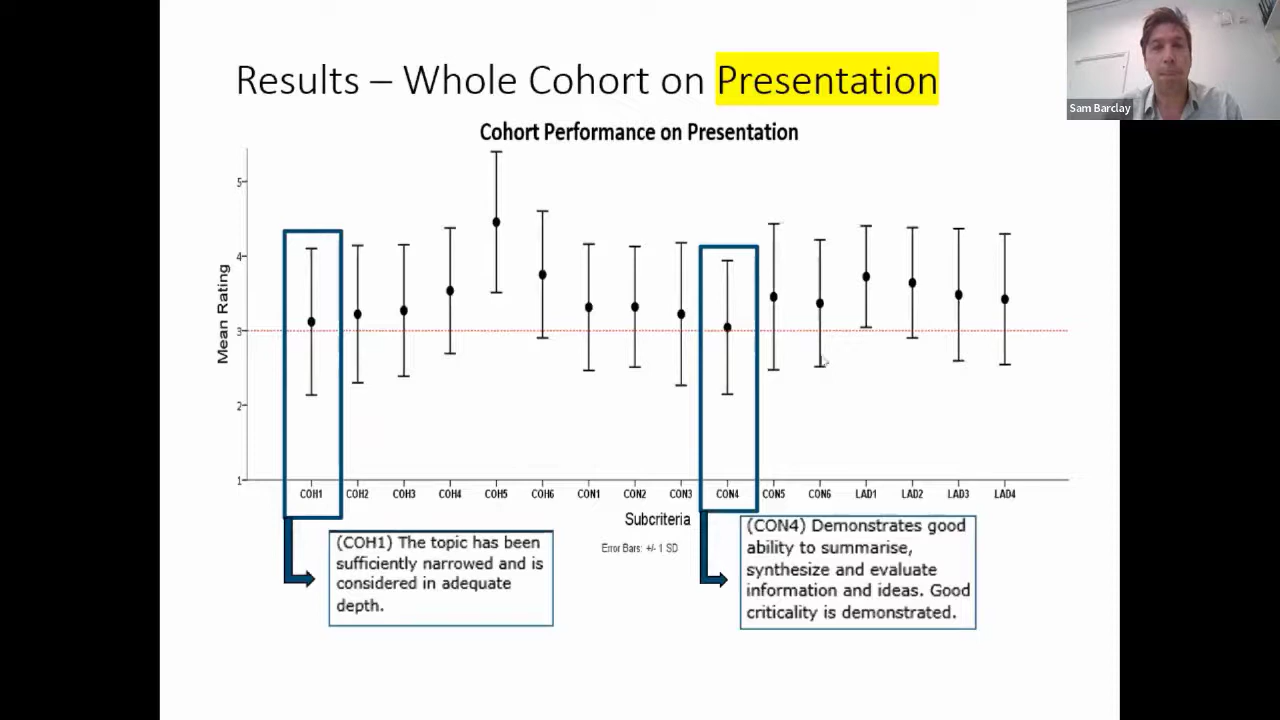 Results – Whole Cohort on Presentation
Sam Barclay
Cohort Performance on Presentation
Mean Rating
5
4
3
2
1
COH1 COH2 COH3 COH4 COH5 COH6 CON1 CON2 CON3 CON4 CON5 CON6 LAD1 LAD2 LAD3 LAD4
Subcriteria
Error Bars: +/- 1 SD
(COH1) The topic has been
sufficiently narrowed and is
considered in adequate
depth.
(CON4) Demonstrates good
ability to summarise,
synthesize and evaluate
information and ideas. Good
criticality is demonstrated.